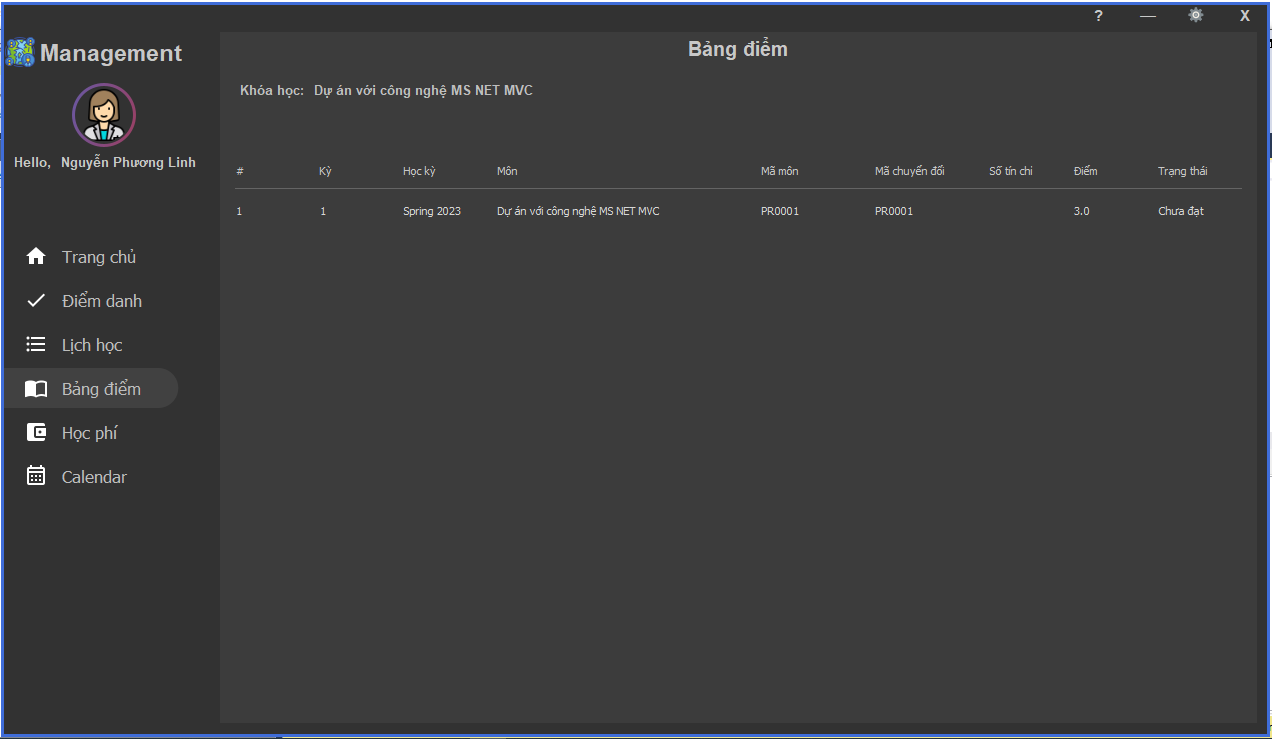 ? — X
Management
Bảng điểm
Khóa học: Dự án với công nghệ MS NET MVC
Hello, Nguyễn Phương Linh
# Kỳ Học kỳ Môn Mã môn Mã chuyển đổi Số tín chỉ Điểm Trạng thái
1 1 Spring 2023 Dự án với công nghệ MS NET MVC PR0001 PR0001 3.0 Chưa đạt
Trang chủ
Điểm danh
Lịch học
Bảng điểm
Học phí
Calendar